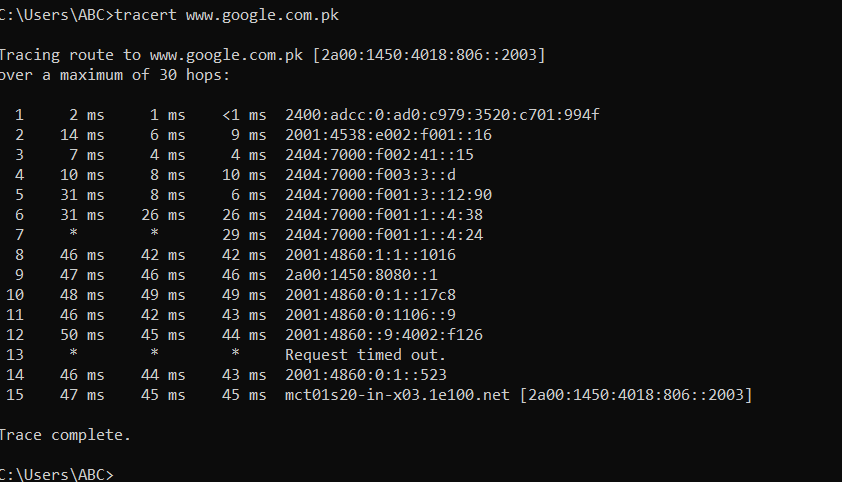 C:\Users\ABC>tracert www.google.com.pk
Tracing route to www.google.com.pk [2a00:1450:4018:806::2003]
over a maximum of 30 hops:
1 2 ms 1 ms <1 ms 2400:adcc:0:ad0:c979:3520:c701:994f
2 14 ms 6 ms 9 ms 2001:4538:e002:f001::16
3 7 ms 4 ms 4 ms 2404:7000:f002:41::15
4 10 ms 8 ms 10 ms 2404:7000:f003:3::d
5 31 ms 8 ms 6 ms 2404:7000:f001:3::12:90
6 31 ms 26 ms 26 ms 2404:7000:f001:1::4:38
7 * * 29 ms 2404:7000:f001:1::4:24
8 46 ms 42 ms 42 ms 2001:4860:1:1::1016
9 47 ms 46 ms 46 ms 2a00:1450:8080::1
10 48 ms 49 ms 49 ms 2001:4860:0:1::17c8
11 46 ms 42 ms 43 ms 2001:4860:0:1106::9
12 50 ms 45 ms 44 ms 2001:4860::9:4002:f126
13 * * * Request timed out.
14 46 ms 44 ms 43 ms 2001:4860:0:1::523
15 47 ms 45 ms 45 ms mct01s20-in-x03.1e100.net [2a00:1450:4018:806::2003]
Trace complete.
C:\Users\ABC>